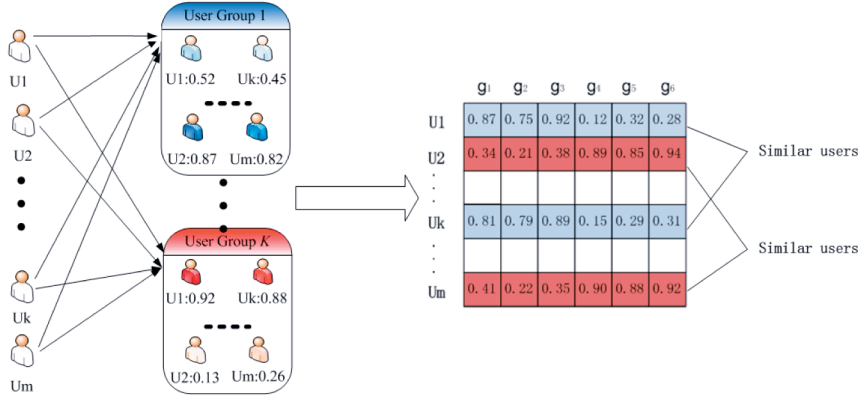 U1
U2
Uk
Um
User Group 1
U1:0.52 Uk:0.45
U2:0.87 Um:0.82
User Group K
U1:0.92 Uk:0.88
U2:0.13 Um:0.26
g1 g2 g3 g4 g5 g6
U1 0.87 0.75 0.92 0.12 0.32 0.28
U2 0.34 0.21 0.38 0.89 0.85 0.94
Uk 0.81 0.79 0.89 0.15 0.29 0.31
Um 0.41 0.22 0.35 0.90 0.88 0.92
Similar users
Similar users